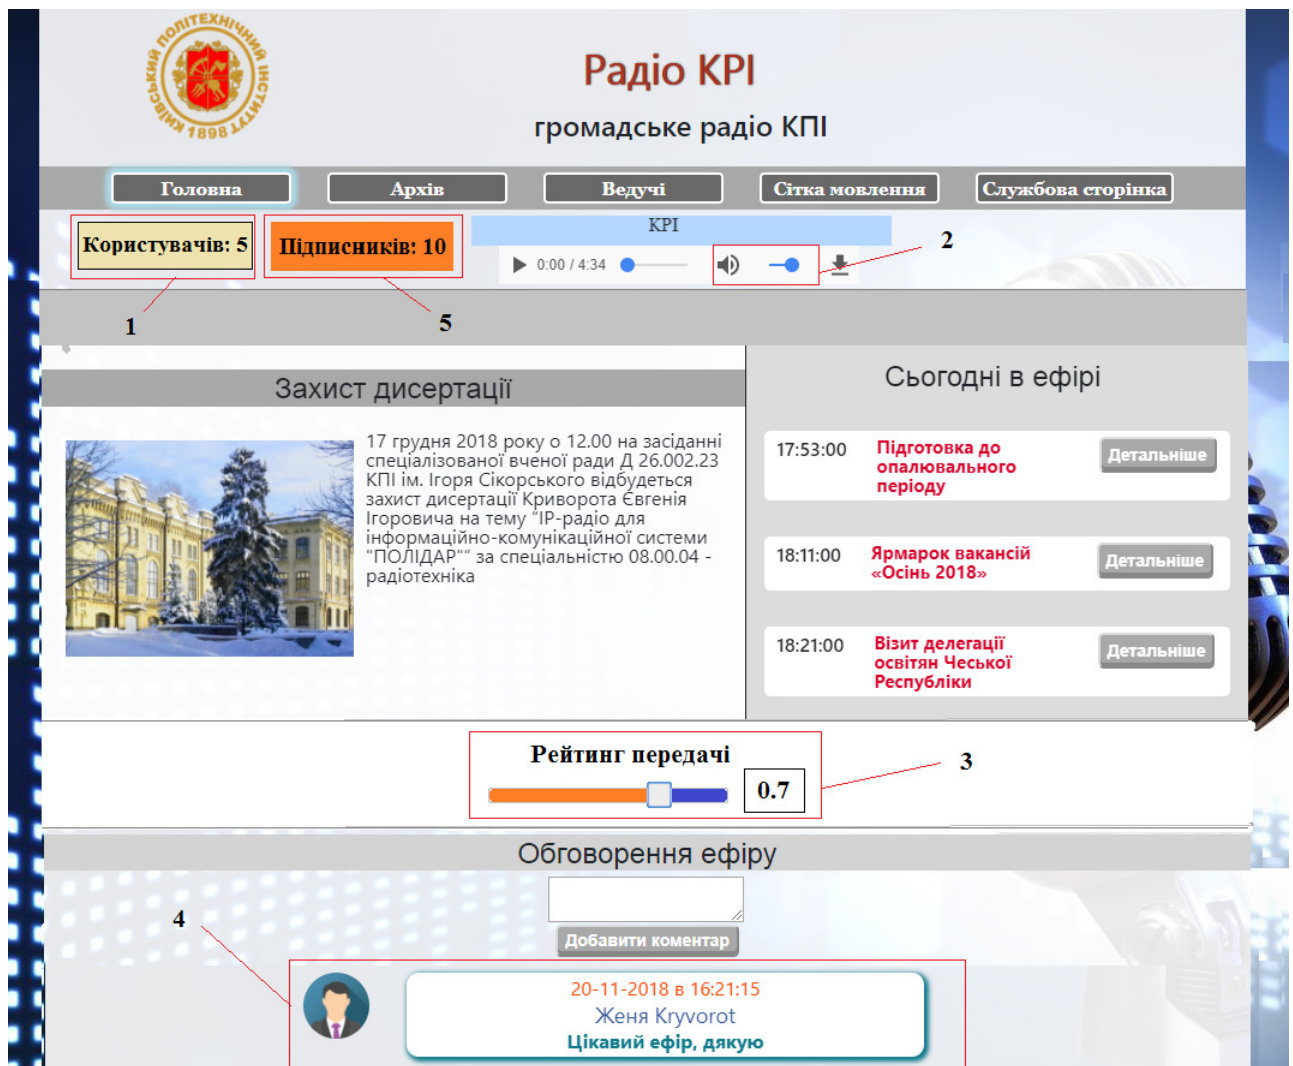 КИЇВСЬКИЙ ПОЛІТЕХНІЧНИЙ ІНСТИТУТ
1898
Радіо KPI
громадське радіо КПІ
Головна
Архів
Ведучі
Сітка мовлення
Службова сторінка
Користувачів: 5
Підписників: 10
KPI
0:00 / 4:34
2
1
5
Захист дисертації
17 грудня 2018 року о 12.00 на засіданні
спеціалізованої вченої ради Д 26.002.23
КПІ ім. Ігоря Сікорського відбудеться
захист дисертації Криворота Євгенія
Ігоровича на тему "IP-радіо для
інформаційно-комунікаційної системи
"ПОЛІДАР"" за спеціальністю 08.00.04 -
радіотехніка
Сьогодні в ефірі
17:53:00
Підготовка до
опалювального
періоду
Детальніше
18:11:00
Ярмарок вакансій
«Осінь 2018»
Детальніше
18:21:00
Візит делегації
освітян Чеської
Республіки
Детальніше
Рейтинг передачі
0.7
3
Обговорення ефіру
Добавити коментар
4
20-11-2018 в 16:21:15
Женя Kryvorot
Цікавий ефір, дякую